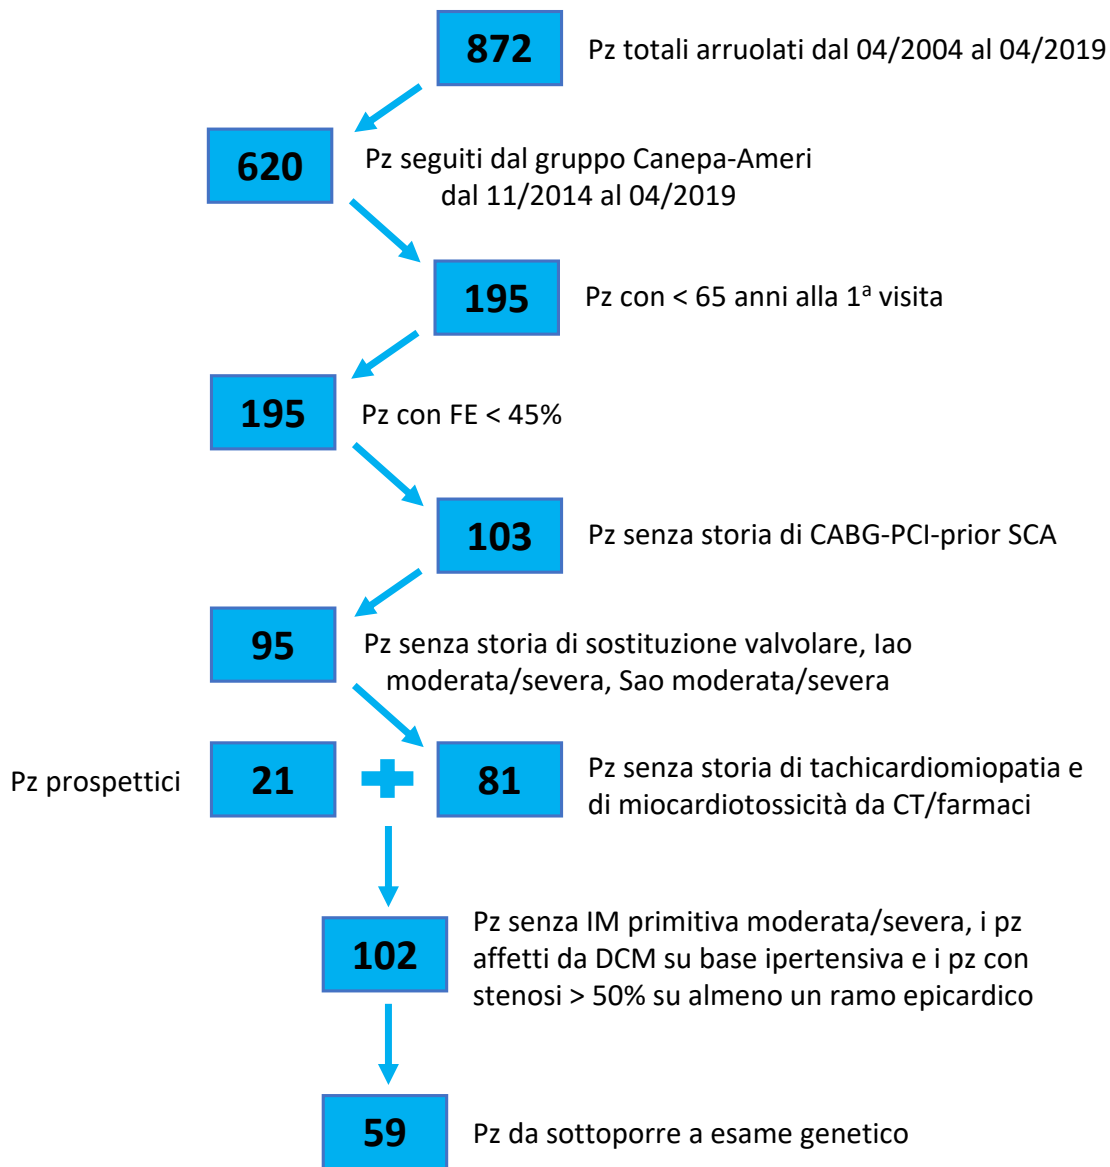 872
Pz totali arruolati dal 04/2004 al 04/2019
620
Pz seguiti dal gruppo Canepa-Ameri
dal 11/2014 al 04/2019
195
Pz con < 65 anni alla 1ª visita
195
Pz con FE < 45%
103
Pz senza storia di CABG-PCI-prior SCA
95
Pz senza storia di sostituzione valvolare, Iao
moderata/severa, Sao moderata/severa
Pz prospettici
21
81
Pz senza storia di tachicardiomiopatia e
di miocardiotossicità da CT/farmaci
102
Pz senza IM primitiva moderata/severa, i pz
affetti da DCM su base ipertensiva e i pz con
stenosi > 50% su almeno un ramo epicardico
59
Pz da sottoporre a esame genetico